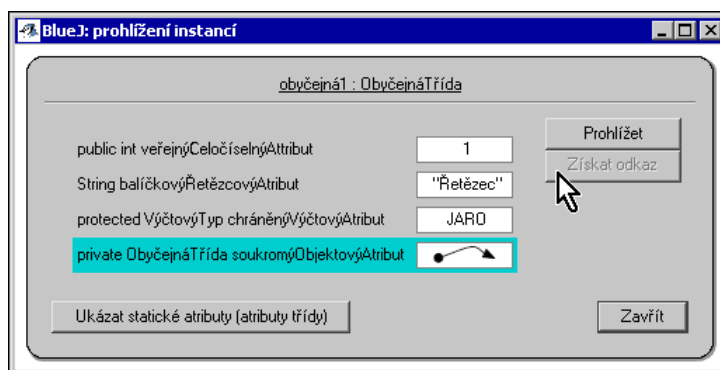 BlueJ: prohlížení instancí
obyčejná1 : ObyčejnáTřída
public int veřejnýCeločíselnýAttribut 1
Prohlížet
String balíčkovýŘetězcovýAtribut "Řetězec"
Získat odkaz
protected VýčtovýTyp chráněnýVýčtovýAtribut JARO
private ObyčejnáTřída soukromýObjektovýAtribut
Ukázat statické atributy (atributy třídy)
Zavřít